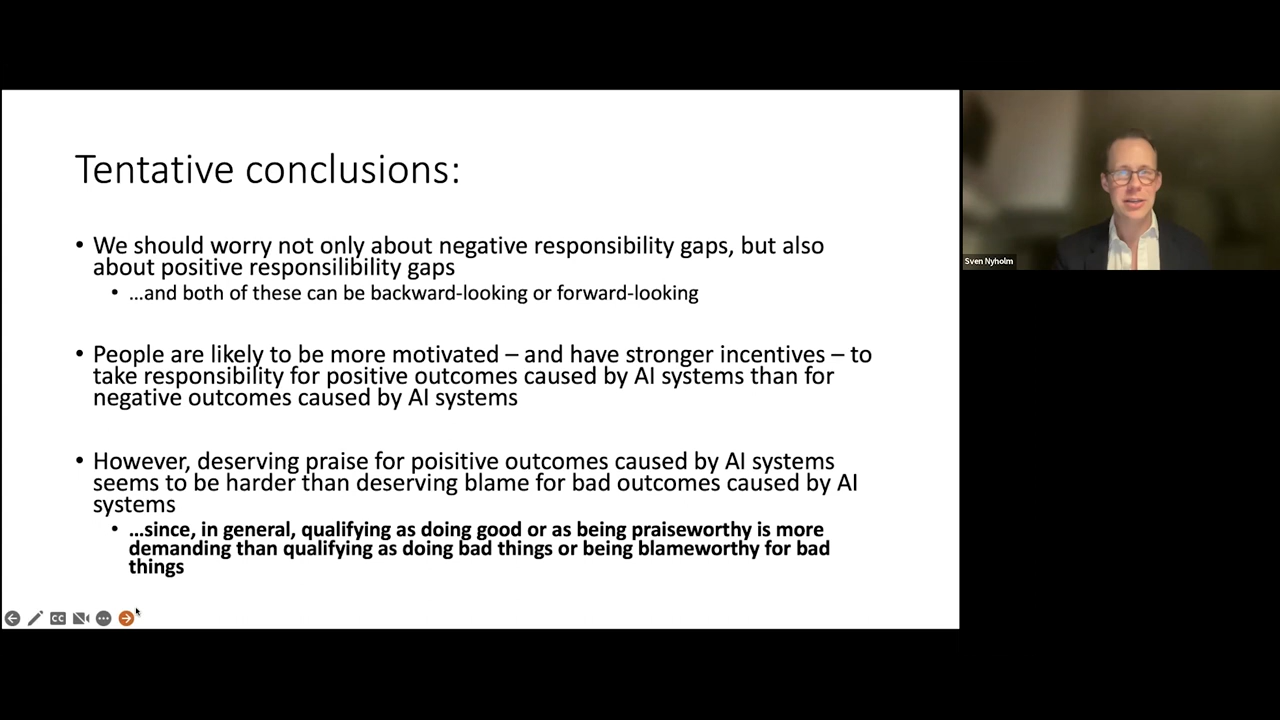 Tentative conclusions:
• We should worry not only about negative responsibility gaps, but also
about positive responsilibility gaps
• ...and both of these can be backward-looking or forward-looking
• People are likely to be more motivated – and have stronger incentives – to
take responsibility for positive outcomes caused by AI systems than for
negative outcomes caused by AI systems
• However, deserving praise for poisitive outcomes caused by AI systems
seems to be harder than deserving blame for bad outcomes caused by AI
systems
• ...since, in general, qualifying as doing good or as being praiseworthy is more
demanding than qualifying as doing bad things or being blameworthy for bad
things
CC
Sven Nyholm